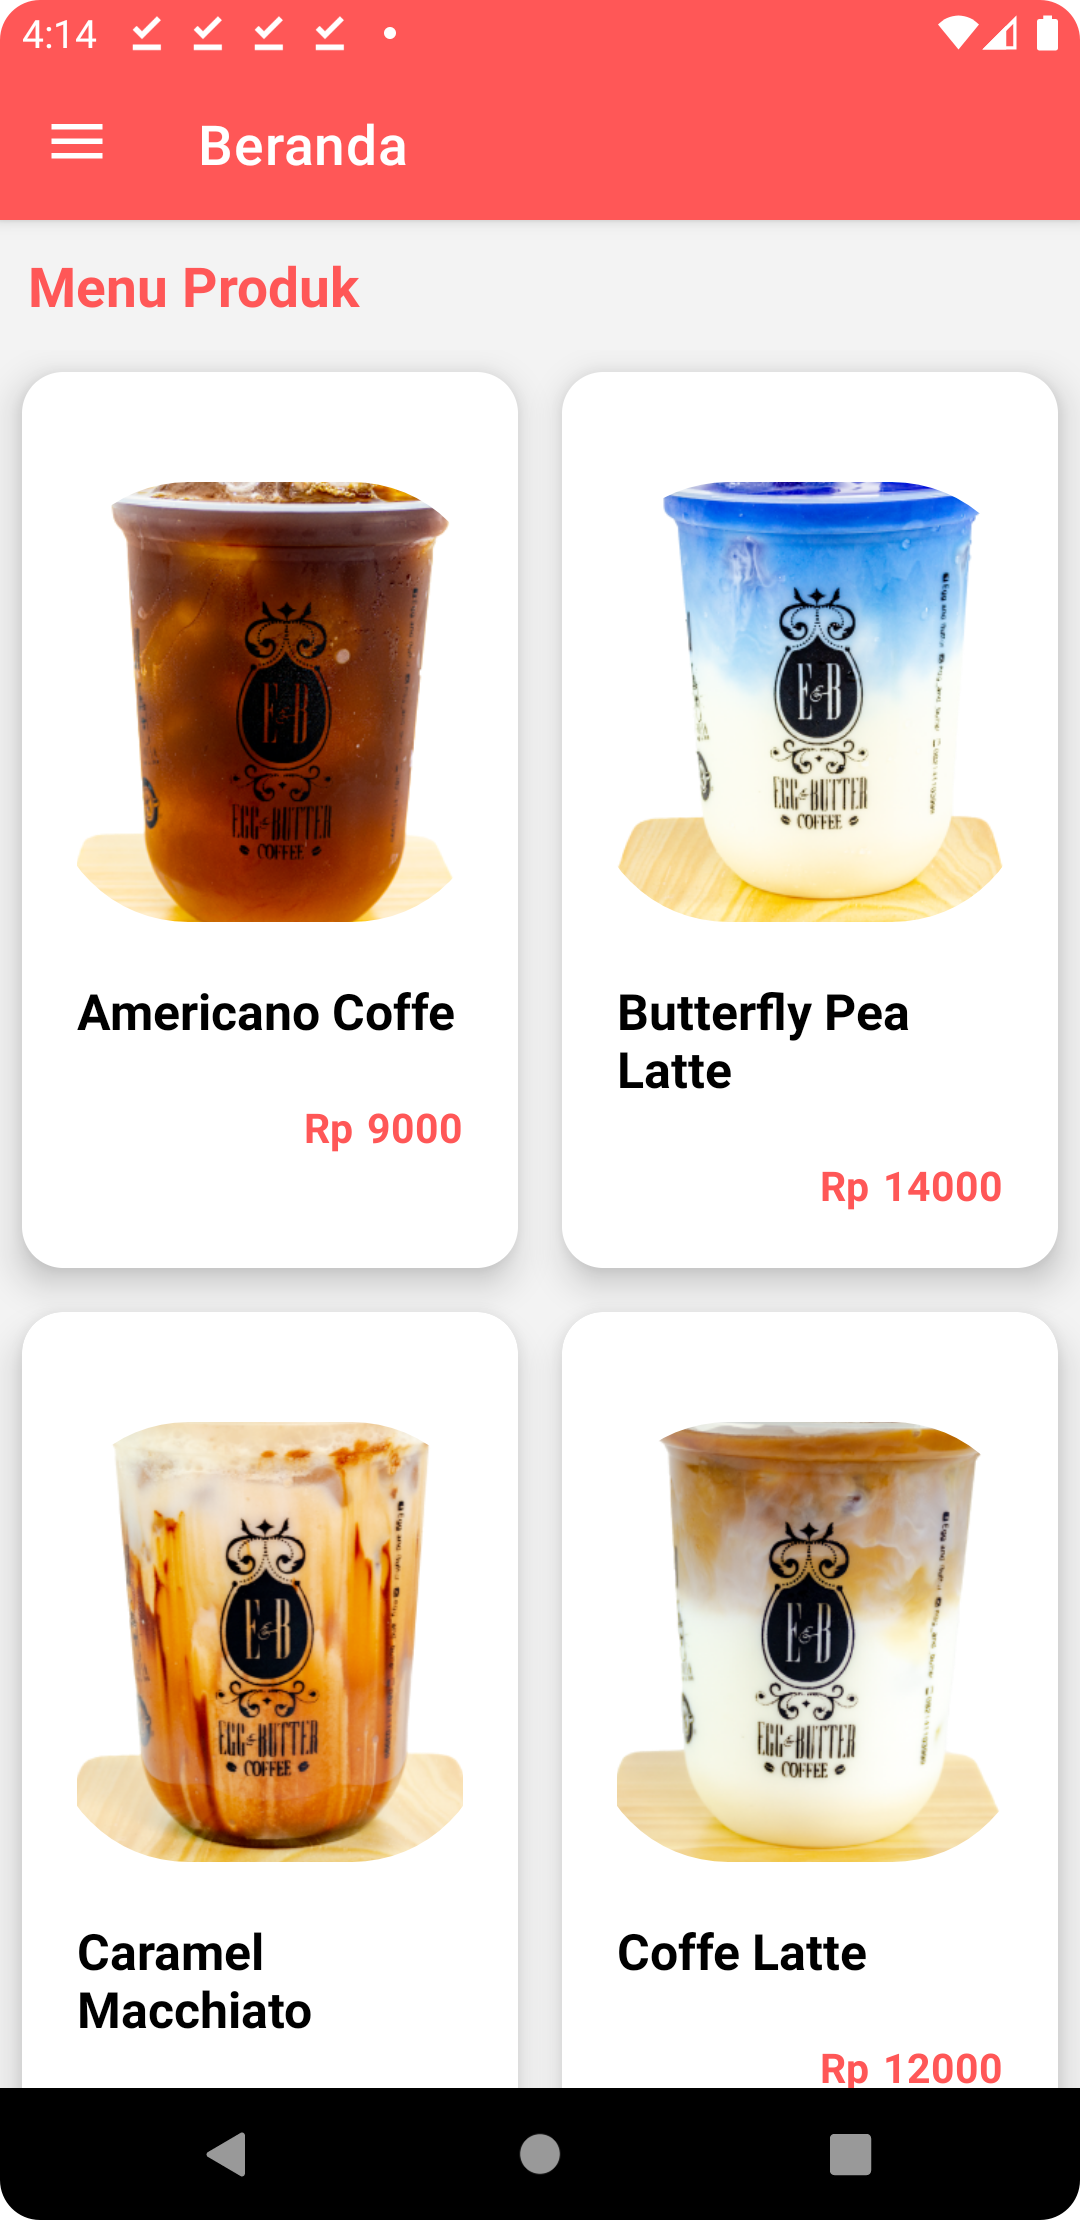 4:14
Beranda
Menu Produk
E&B
EGG & BUTTER
COFFEE
Americano Coffe
Rp 9000
E&B
EGG & BUTTER
COFFEE
Butterfly Pea
Latte
Rp 14000
E&B
EGG & BUTTER
COFFEE
Caramel
Macchiato
E&B
EGG & BUTTER
COFFEE
Coffe Latte
Rp 12000